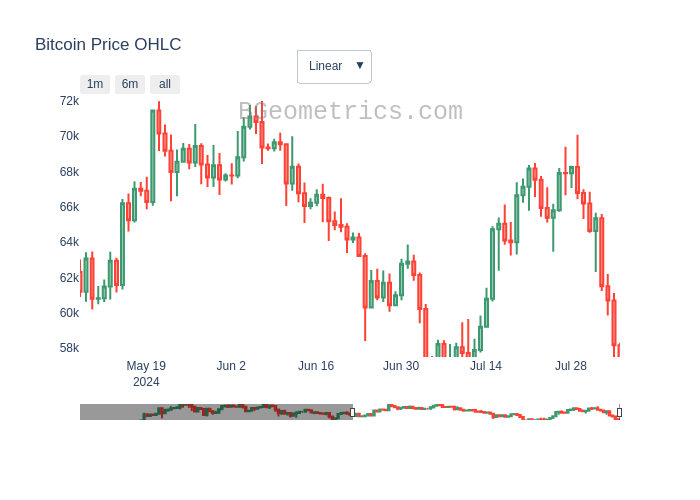 Bitcoin Price OHLC
Linear ▼
1m 6m all
BGeometrics.com
72k
70k
68k
66k
64k
62k
60k
58k
May 19 Jun 2 Jun 16 Jun 30 Jul 14 Jul 28
2024